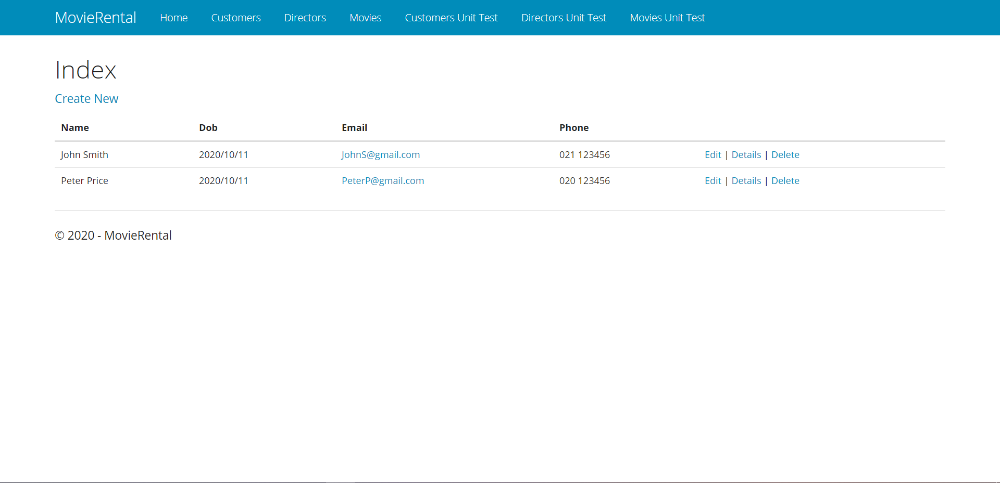 MovieRental Home Customers Directors Movies Customers Unit Test Directors Unit Test Movies Unit Test
Index
Create New
Name Dob Email Phone
John Smith 2020/10/11 JohnS@gmail.com 021 123456 Edit | Details | Delete
Peter Price 2020/10/11 PeterP@gmail.com 020 123456 Edit | Details | Delete
© 2020 - MovieRental